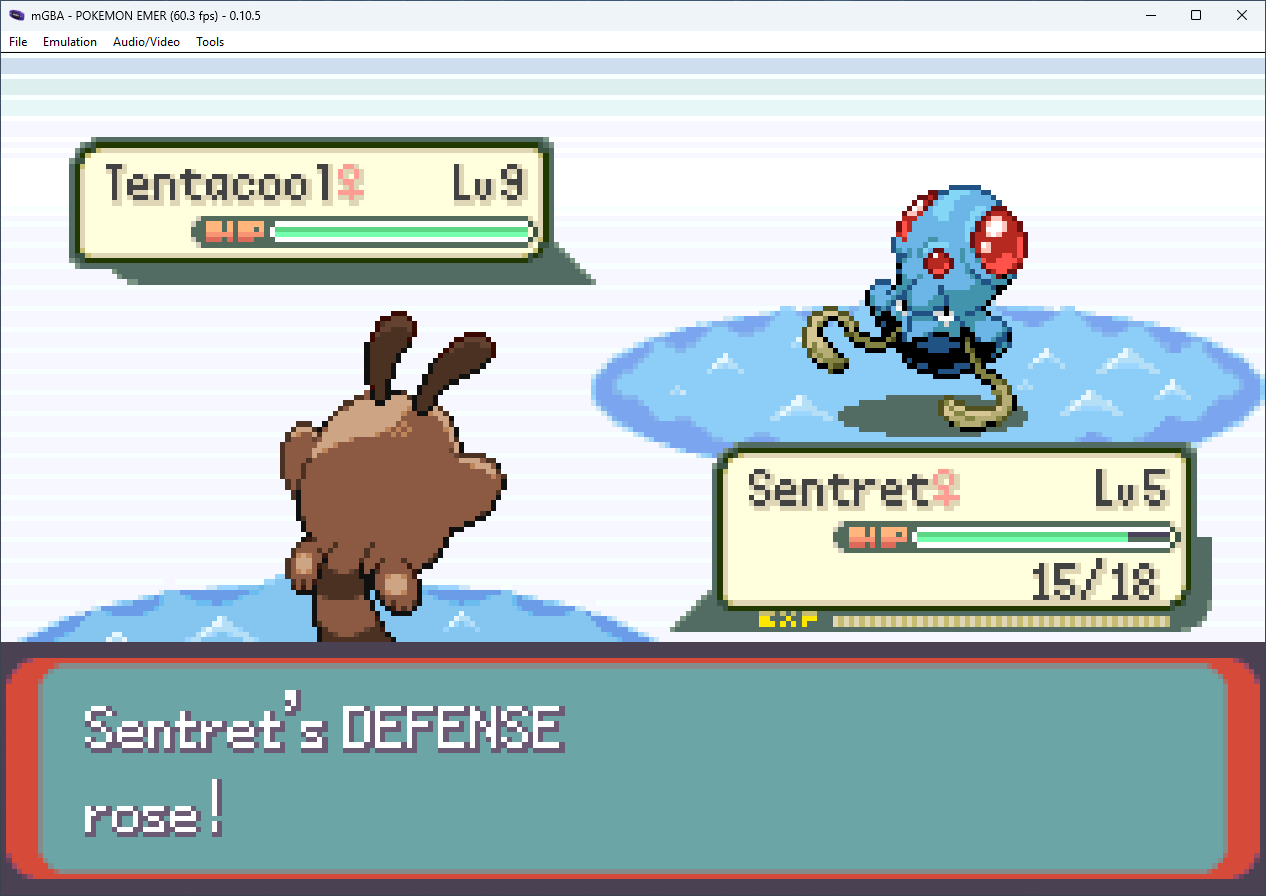 mGBA - POKEMON EMER (60.3 fps) - 0.10.5
File Emulation Audio/Video Tools
Tentacool♀ Lv9
HP
Sentret♀ Lv5
HP
15/18
EXP
Sentret's DEFENSE
rose!